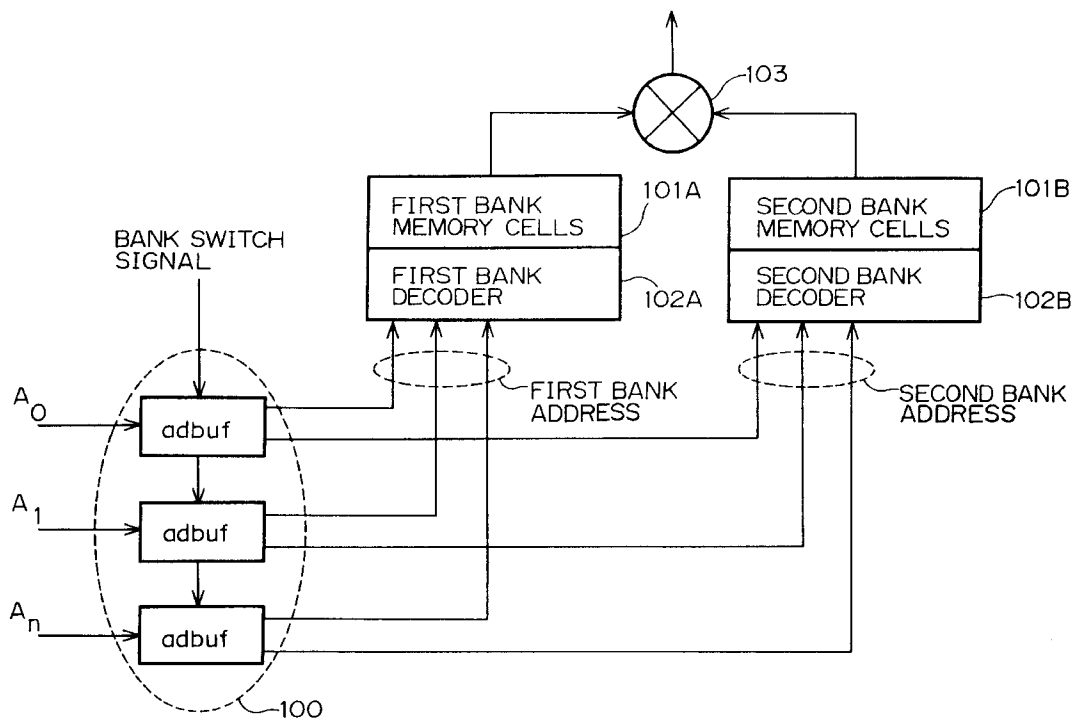 103
FIRST BANK
MEMORY CELLS
101A
SECOND BANK
MEMORY CELLS
101B
BANK SWITCH
SIGNAL
FIRST BANK
DECODER
102A
SECOND BANK
DECODER
102B
FIRST BANK
ADDRESS
SECOND BANK
ADDRESS
A0
adbuf
A1
adbuf
An
adbuf
100